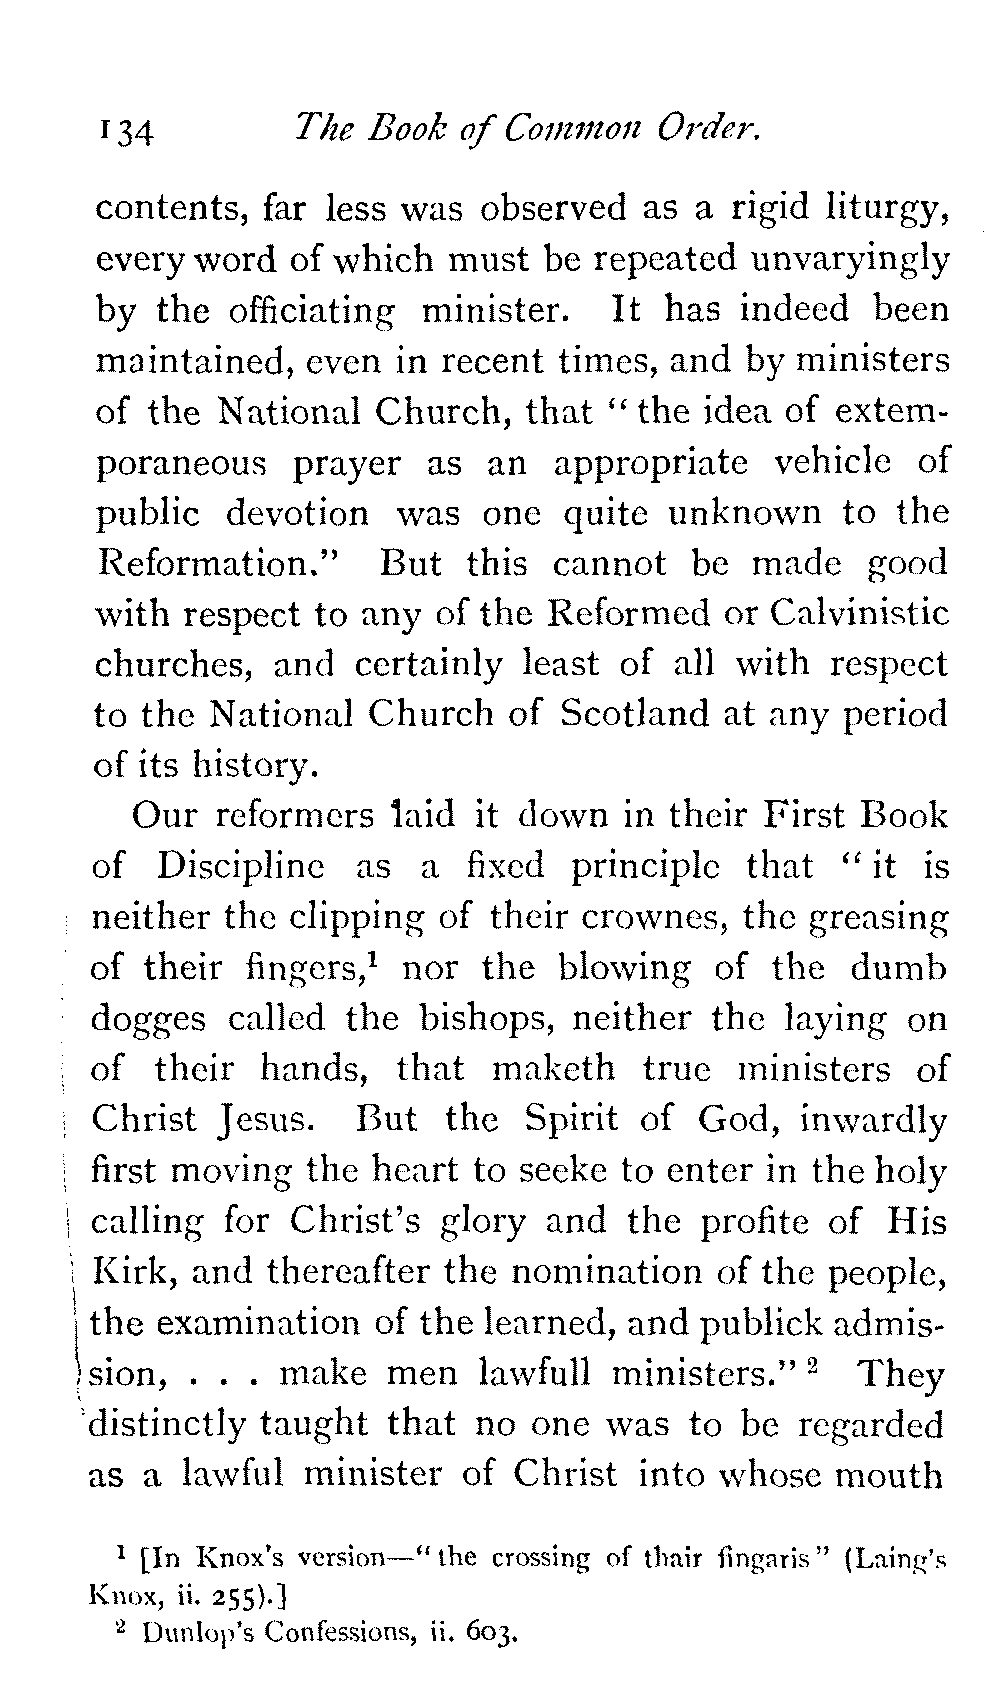 134 The Book of Common Order.
contents, far less was observed as a rigid liturgy,
every word of which must be repeated unvaryingly
by the officiating minister. It has indeed been
maintained, even in recent times, and by ministers
of the National Church, that “the idea of extem-
poraneous prayer as an appropriate vehicle of
public devotion was one quite unknown to the
Reformation.” But this cannot be made good
with respect to any of the Reformed or Calvinistic
churches, and certainly least of all with respect
to the National Church of Scotland at any period
of its history.
Our reformers laid it down in their First Book
of Discipline as a fixed principle that “it is
neither the clipping of their crownes, the greasing
of their fingers,¹ nor the blowing of the dumb
dogges called the bishops, neither the laying on
of their hands, that maketh true ministers of
Christ Jesus. But the Spirit of God, inwardly
first moving the heart to seeke to enter in the holy
calling for Christ’s glory and the profite of His
Kirk, and thereafter the nomination of the people,
the examination of the learned, and publick admis-
sion, . . . make men lawfull ministers.” ² They
distinctly taught that no one was to be regarded
as a lawful minister of Christ into whose mouth
¹ [In Knox’s version—“the crossing of thair fingaris” (Laing’s
Knox, ii. 255).]
² Dunlop’s Confessions, ii. 603.